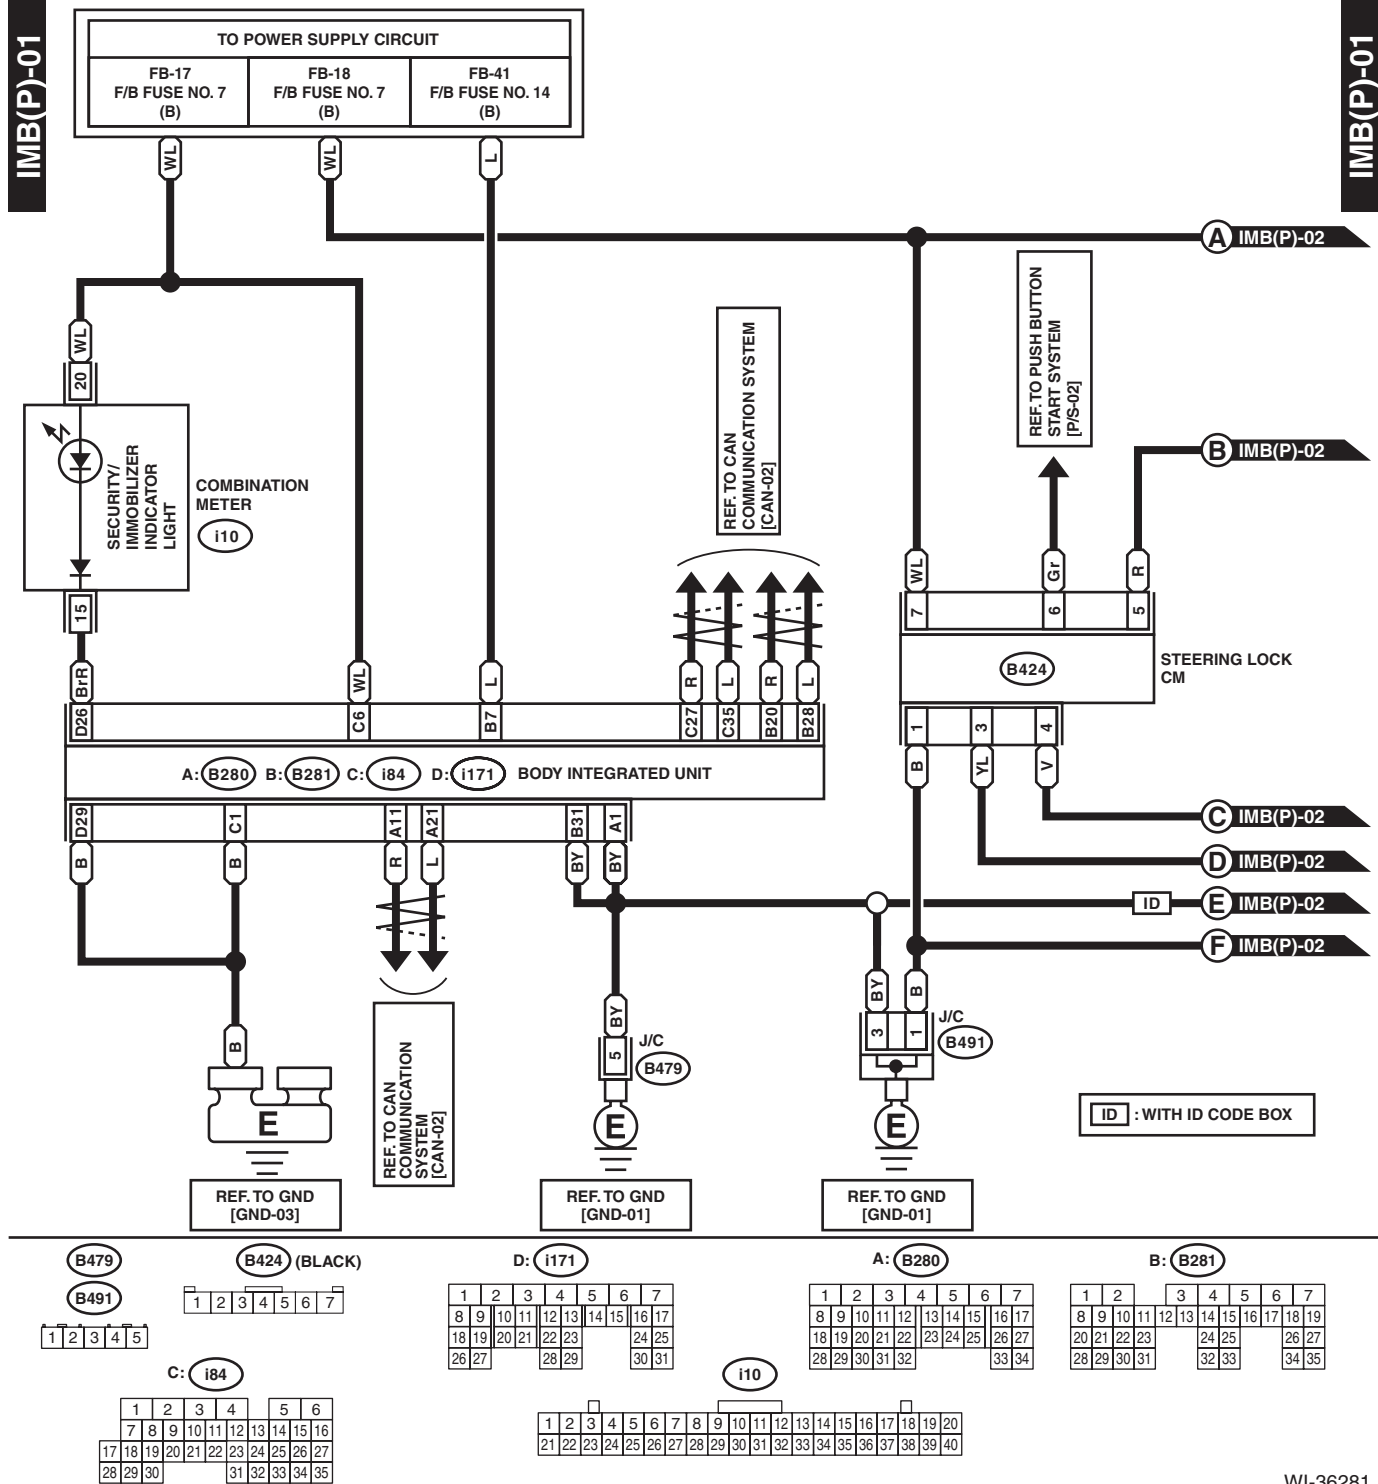 IMB(P)-01
IMB(P)-01
TO POWER SUPPLY CIRCUIT
FB-17
F/B FUSE NO. 7
(B)
FB-18
F/B FUSE NO. 7
(B)
FB-41
F/B FUSE NO. 14
(B)
WL
WL
L
A IMB(P)-02
REF. TO PUSH BUTTON
START SYSTEM
[P/S-02]
REF. TO CAN
COMMUNICATION SYSTEM
[CAN-02]
WL
20
SECURITY/
IMMOBILIZER
INDICATOR
LIGHT
COMBINATION
METER
i10
15
BrR
B IMB(P)-02
WL
Gr
R
7
6
5
B424
STEERING LOCK
CM
1
3
4
B
YL
V
WL
L
R
L
R
L
D26
C6
B7
C27
C35
B20
B28
A: B280 B: B281 C: i84 D: i171 BODY INTEGRATED UNIT
D29
C1
A11
A21
B31
A1
B
B
R
L
BY
BY
C IMB(P)-02
D IMB(P)-02
ID E IMB(P)-02
F IMB(P)-02
B
REF. TO CAN
COMMUNICATION
SYSTEM
[CAN-02]
BY
5
J/C
B479
BY
B
3
1
J/C
B491
E
E
E
ID : WITH ID CODE BOX
REF. TO GND
[GND-03]
REF. TO GND
[GND-01]
REF. TO GND
[GND-01]
B479
B491
1 2 3 4 5
B424 (BLACK)
1 2 3 4 5 6 7
D: i171
1 2 3 4 5 6 7
8 9 10 11 12 13 14 15 16 17
18 19 20 21 22 23 24 25
26 27 28 29 30 31
A: B280
1 2 3 4 5 6 7
8 9 10 11 12 13 14 15 16 17
18 19 20 21 22 23 24 25 26 27
28 29 30 31 32 33 34
B: B281
1 2 3 4 5 6 7
8 9 10 11 12 13 14 15 16 17 18 19
20 21 22 23 24 25 26 27
28 29 30 31 32 33 34 35
C: i84
1 2 3 4 5 6
7 8 9 10 11 12 13 14 15 16
17 18 19 20 21 22 23 24 25 26 27
28 29 30 31 32 33 34 35
i10
1 2 3 4 5 6 7 8 9 10 11 12 13 14 15 16 17 18 19 20
21 22 23 24 25 26 27 28 29 30 31 32 33 34 35 36 37 38 39 40
WI-36281